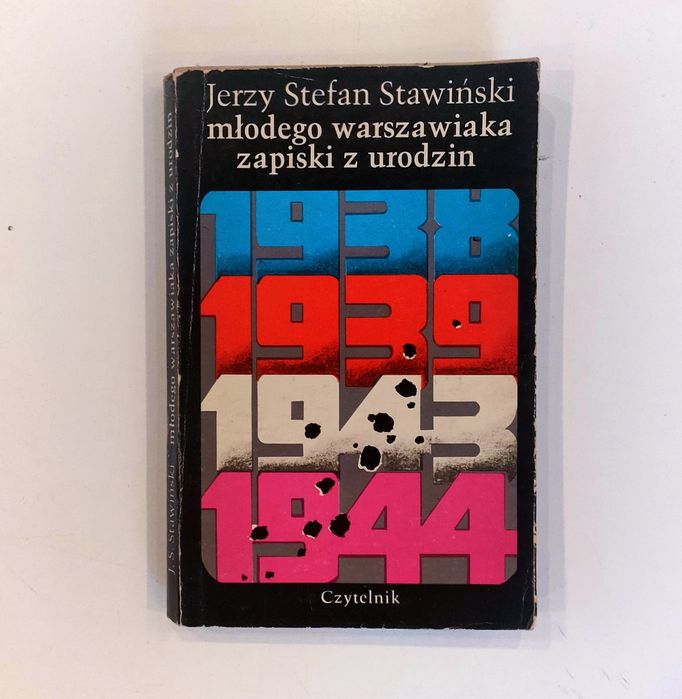 Jerzy Stefan Stawiński
młodego warszawiaka
zapiski z urodzin
1938
1939
1943
1944
Czytelnik
J. S. Stawiński · młodego warszawiaka zapiski z urodzin